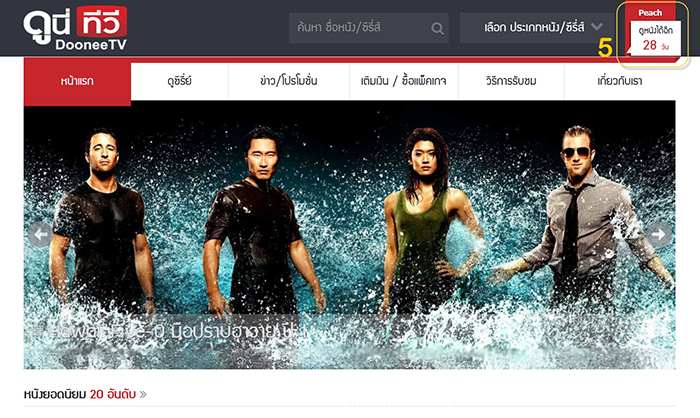 ดูนี่ ทีวี
DooneeTV
ค้นหา ชื่อหนัง/ซีรี่ส์
เลือก ประเภทหนัง/ซีรี่ส์
5
Peach
ดูหนังได้อีก
28 วัน
หน้าแรก
ดูซีรี่ย์
ข่าว/โปรโมชั่น
เติมเงิน / ซื้อแพ็คเกจ
วิธีการรับชม
เกี่ยวกับเรา
มือปราบฮาวาย
หนังยอดนิยม 20 อันดับ »